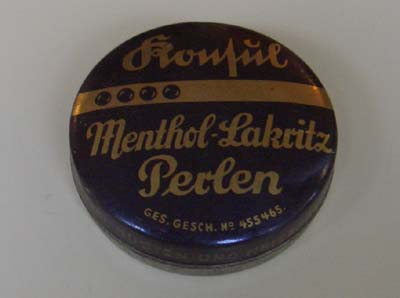 Konsul
Menthol-Lakritz
Perlen
GES. GESCH. Nº 455465.